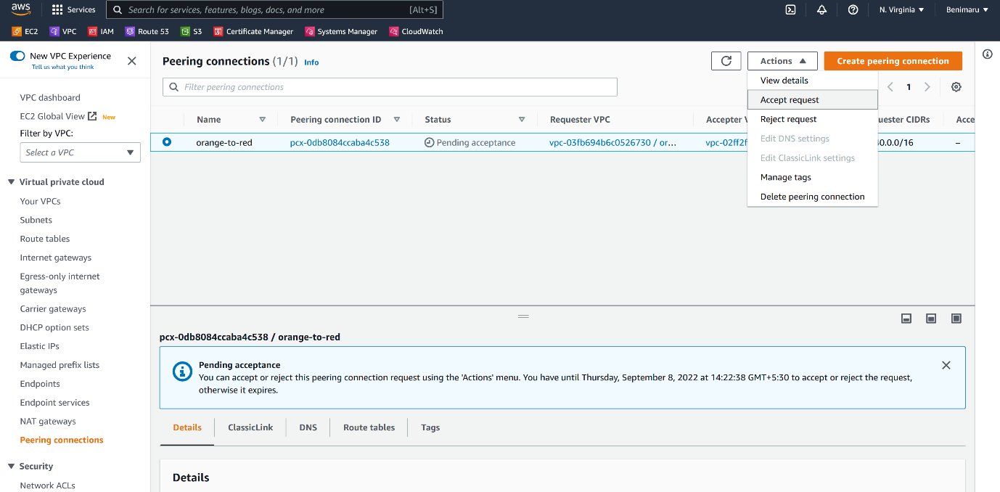 aws Services Search for services, features, blogs, docs, and more [Alt+S] N. Virginia Benimaru
EC2 VPC IAM Route 53 S3 Certificate Manager Systems Manager CloudWatch
New VPC Experience
Tell us what you think
VPC dashboard
EC2 Global View New
Filter by VPC:
Select a VPC
Virtual private cloud
Your VPCs
Subnets
Route tables
Internet gateways
Egress-only internet
gateways
Carrier gateways
DHCP option sets
Elastic IPs
Managed prefix lists
Endpoints
Endpoint services
NAT gateways
Peering connections
Security
Network ACLs
Peering connections (1/1) Info
Actions
Create peering connection
Filter peering connections
1
View details
Accept request
Reject request
Edit DNS settings
Edit ClassicLink settings
Manage tags
Delete peering connection
Name Peering connection ID Status Requester VPC Accepter V uester CIDRs Acce
orange-to-red pcx-0db8084ccaba4c538 Pending acceptance vpc-03fb694b6c0526730 / or... vpc-02ff2f 0.0.0/16 –
pcx-0db8084ccaba4c538 / orange-to-red
Pending acceptance
You can accept or reject this peering connection request using the 'Actions' menu. You have until Thursday, September 8, 2022 at 14:22:38 GMT+5:30 to accept or reject the request,
otherwise it expires.
Details ClassicLink DNS Route tables Tags
Details